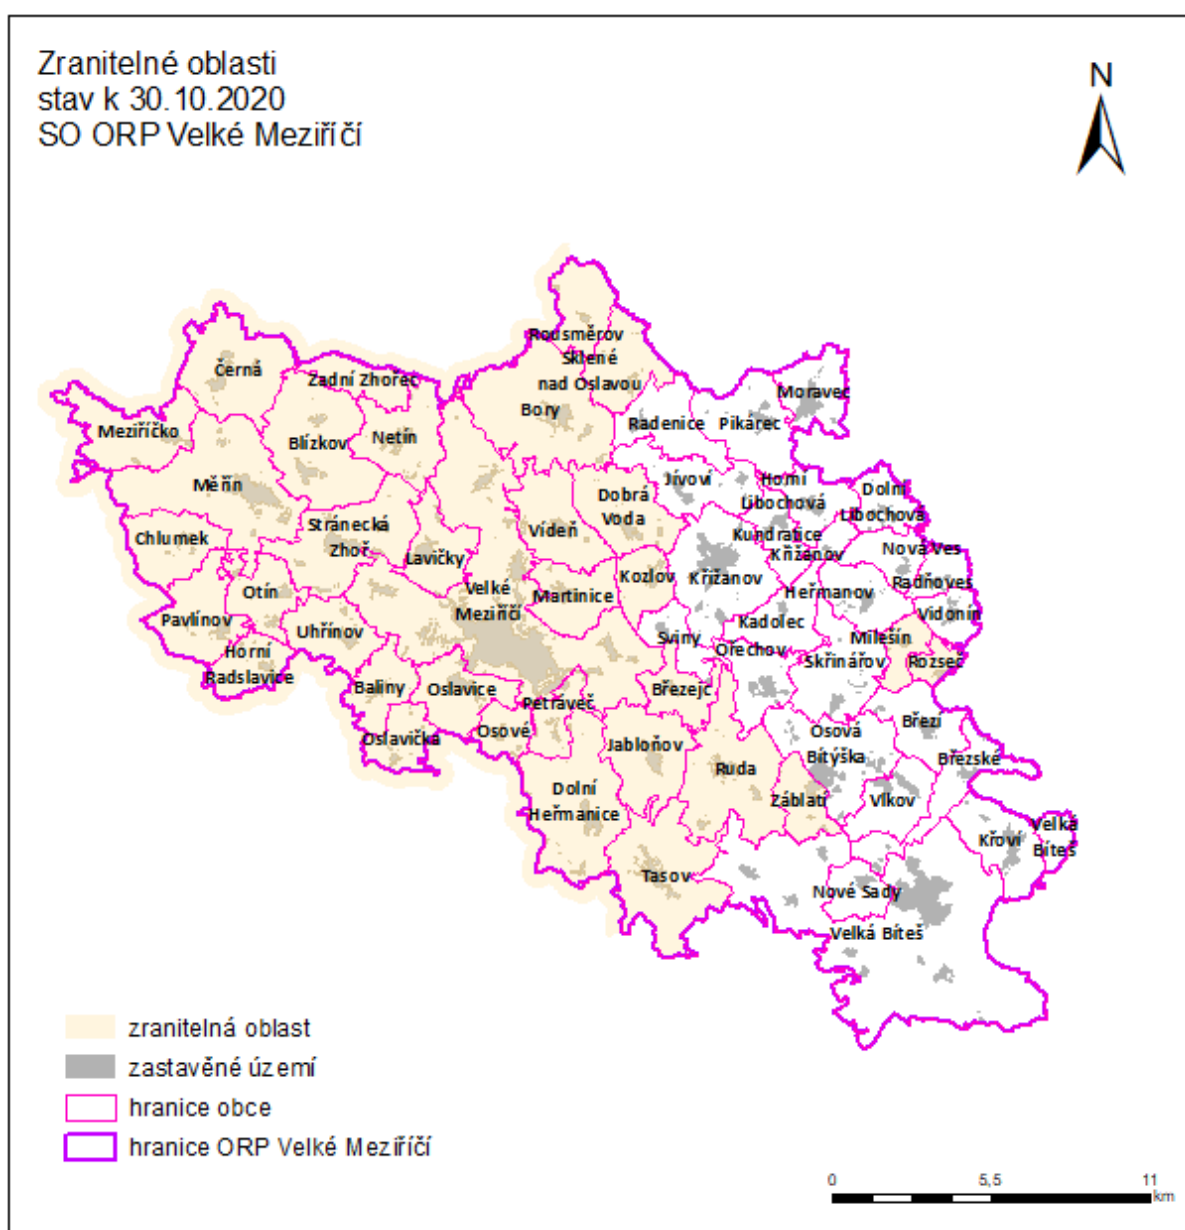 Zranitelné oblasti
stav k 30.10.2020
SO ORP Velké Meziříčí
N
Rousměrov
Sklené
nad Oslavou
Černá
Zadní Zhořec
Moravec
Bory
Radenice
Pikárec
Meziříčko
Blízkov
Netín
Měřín
Jívoví
Horní
Libochová
Dolní
Libochová
Dobrá
Voda
Chlumek
Stránecká
Zhoř
Vídeň
Kundratice
Lavičky
Křižanov
Křižánov
Nová Ves
Kozlov
Radňoves
Otín
Velké
Meziříčí
Martinice
Heřmanov
Vidonín
Pavlínov
Uhřínov
Kadolec
Sviny
Milešín
Horní
Radslavice
Ořechov
Skřinářov
Rozseč
Baliny
Oslavice
Březejc
Petráveč
Oslavička
Osové
Jabloňov
Osová
Bítýška
Březí
Březské
Ruda
Dolní
Heřmanice
Záblatí
Vlkov
Velká
Bíteš
Křoví
Tasov
Nové Sady
Velká Bíteš
zranitelná oblast
zastavěné území
hranice obce
hranice ORP Velké Meziříčí
0 5,5 11
km